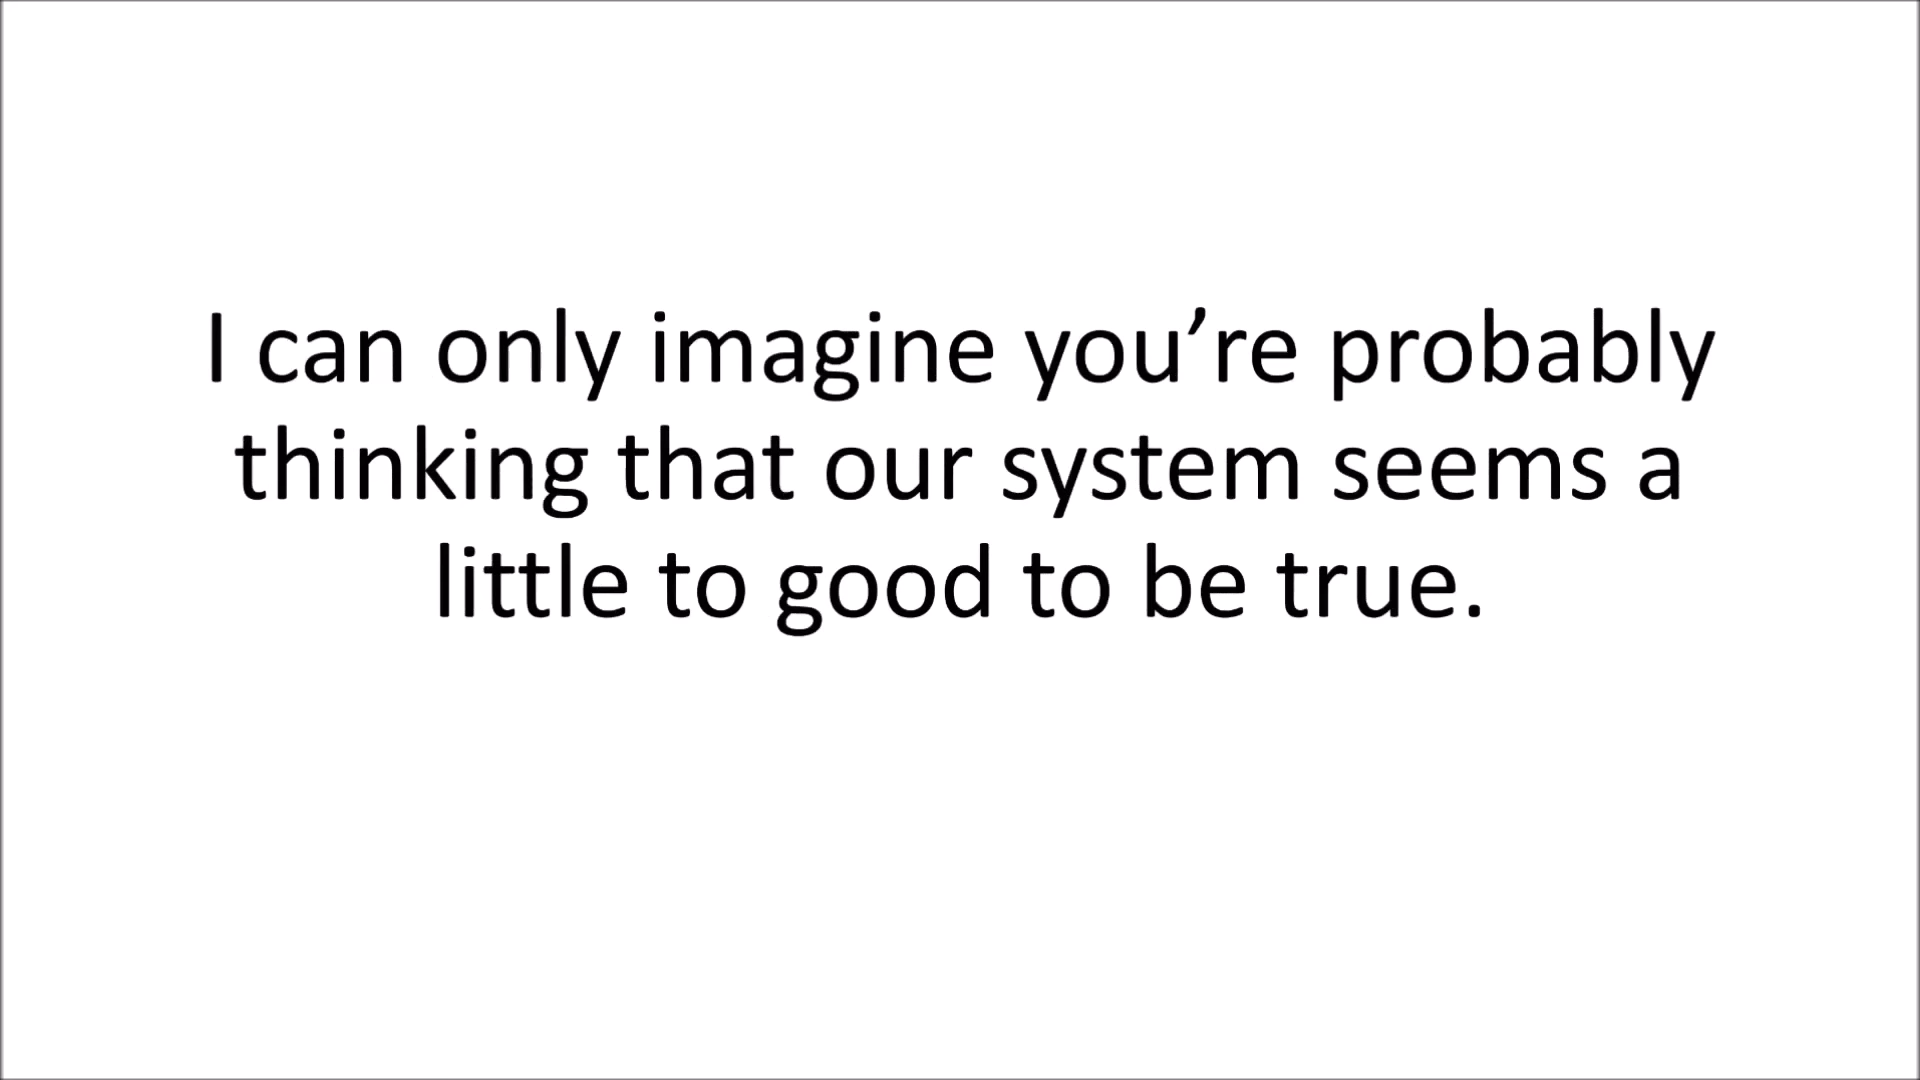 I can only imagine you’re probably
thinking that our system seems a
little to good to be true.